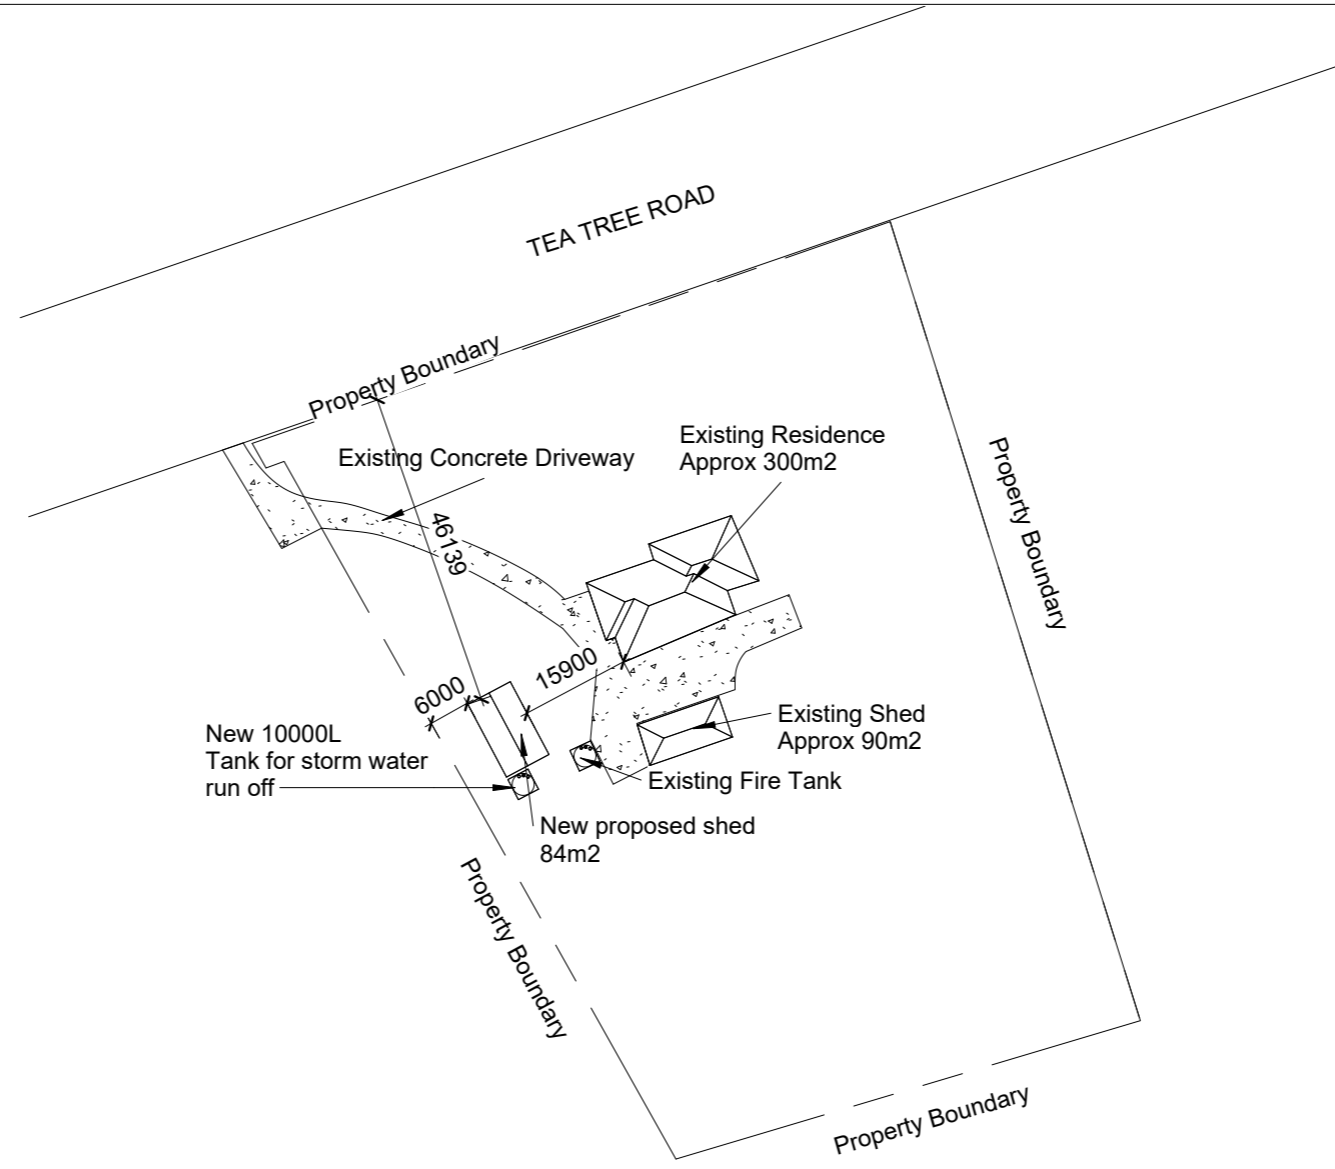 TEA TREE ROAD
Property Boundary
Existing Concrete Driveway
Existing Residence
Approx 300m2
Property Boundary
46139
15900
6000
New 10000L
Tank for storm water
run off
Existing Shed
Approx 90m2
Existing Fire Tank
New proposed shed
84m2
Property Boundary
Property Boundary